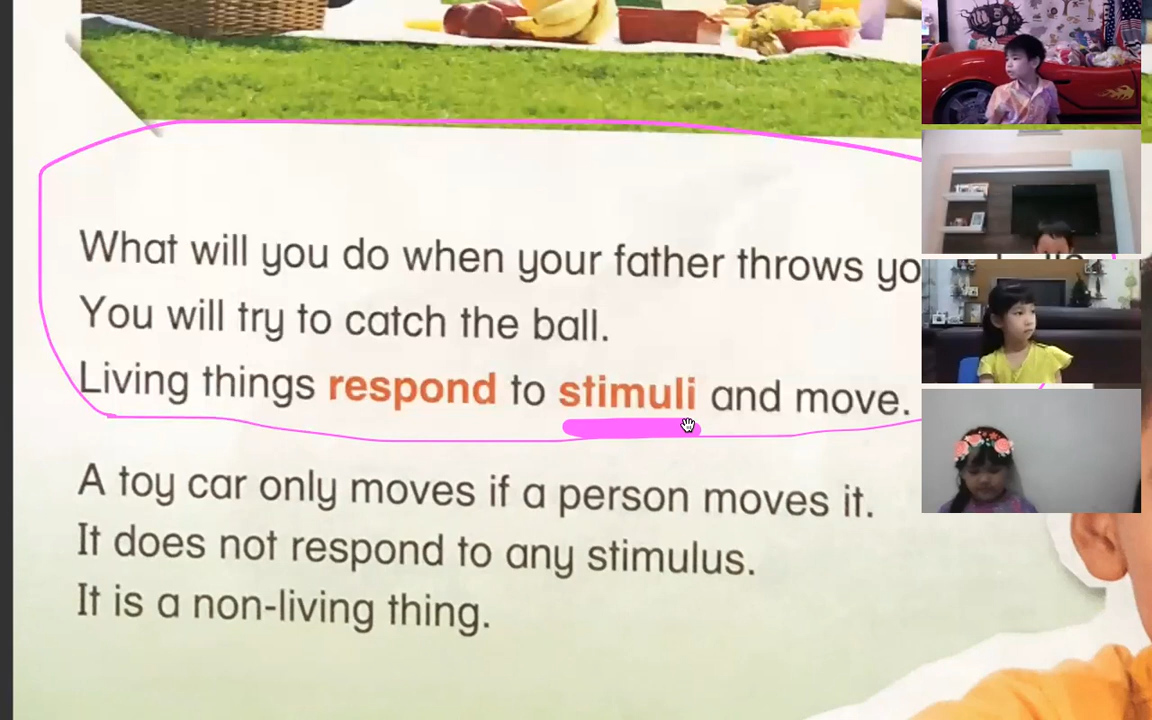 What will you do when your father throws
You will try to catch the ball.
Living things respond to stimuli and move.
A toy car only moves if a person moves it.
It does not respond to any stimulus.
It is a non-living thing.